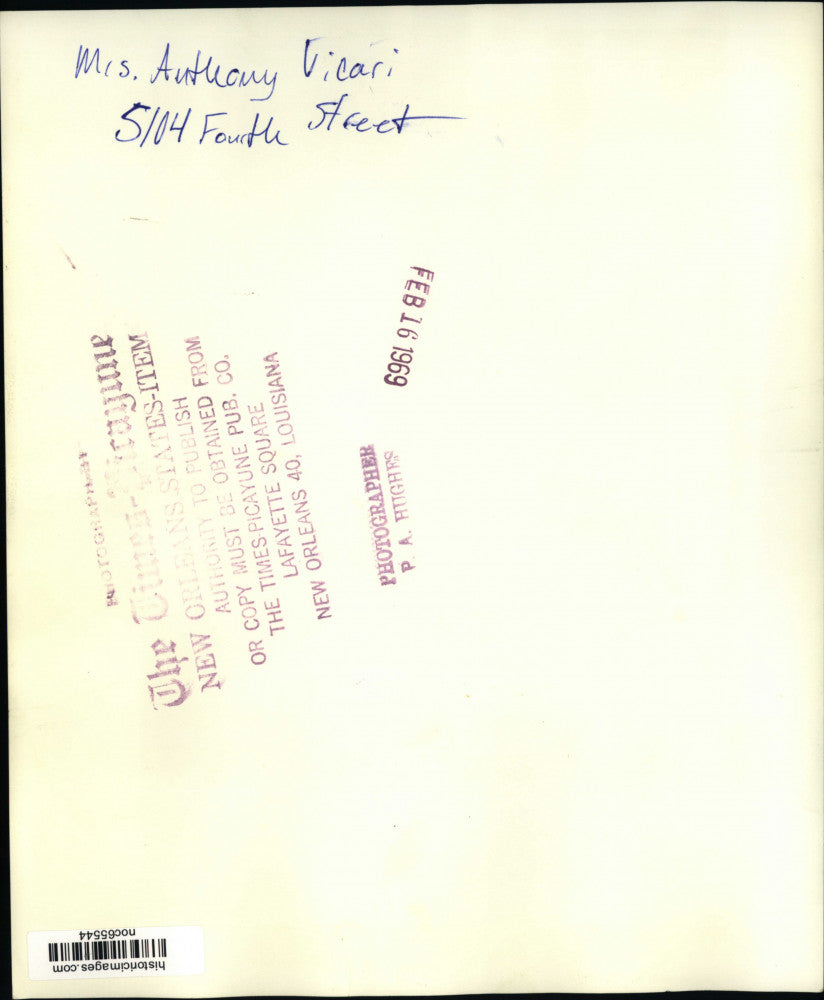 Mrs. Anthony Vicari
5104 Fourth Street
PHOTOGRAPH BY
The Times-Picayune
NEW ORLEANS STATES-ITEM
AUTHORITY TO PUBLISH
OR COPY MUST BE OBTAINED FROM
THE TIMES-PICAYUNE PUB. CO.
LAFAYETTE SQUARE
NEW ORLEANS 40, LOUISIANA
FEB 16 1969
PHOTOGRAPHER
P. A. HUGHES
historicimages.com
noc65544